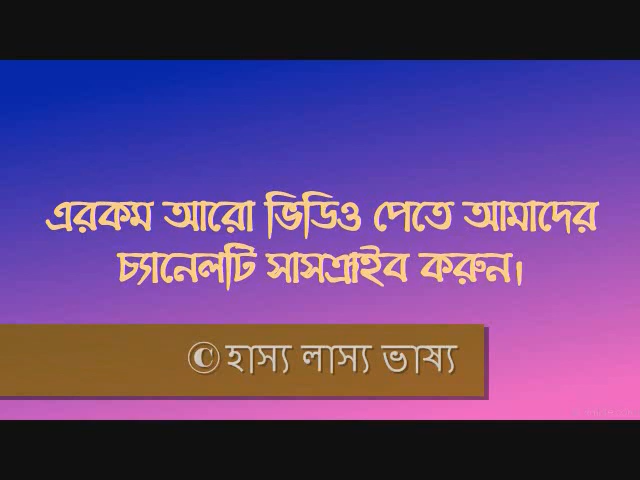 এরকম আরো ভিডিও পেতে আমাদের
চ্যানেলটি সাসক্রাইব করুন।
© হাস্য লাস্য ভাষ্য